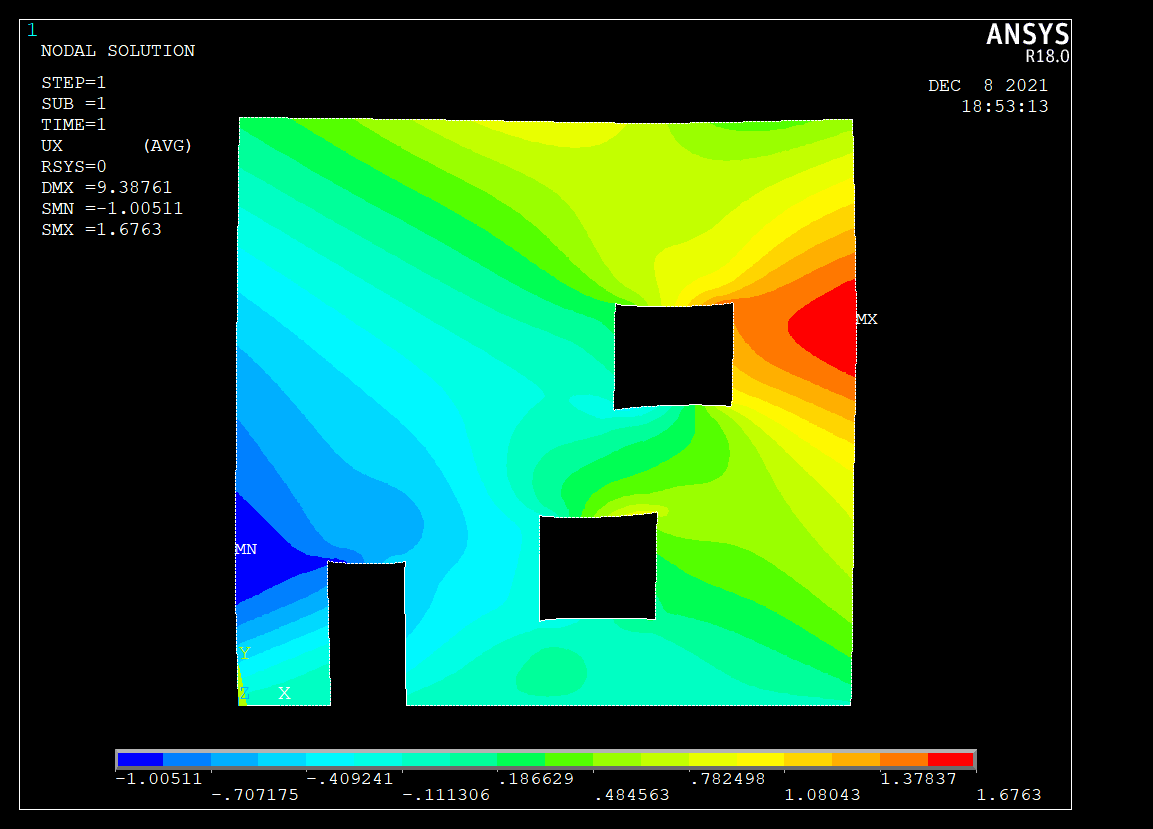 1
ANSYS
R18.0
NODAL SOLUTION
STEP=1
SUB =1
TIME=1
UX (AVG)
RSYS=0
DMX =9.38761
SMN =-1.00511
SMX =1.6763
DEC 8 2021
18:53:13
MX
MN
Y
Z X
-1.00511 -.409241 .186629 .782498 1.37837
-.707175 -.111306 .484563 1.08043 1.6763